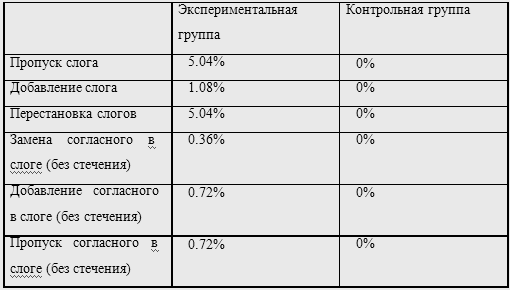 Экспериментальная Контрольная группа
группа
Пропуск слога 5.04% 0%
Добавление слога 1.08% 0%
Перестановка слогов 5.04% 0%
Замена согласного в 0.36% 0%
слоге (без стечения)
Добавление согласного 0.72% 0%
в слоге (без стечения)
Пропуск согласного в 0.72% 0%
слоге (без стечения)